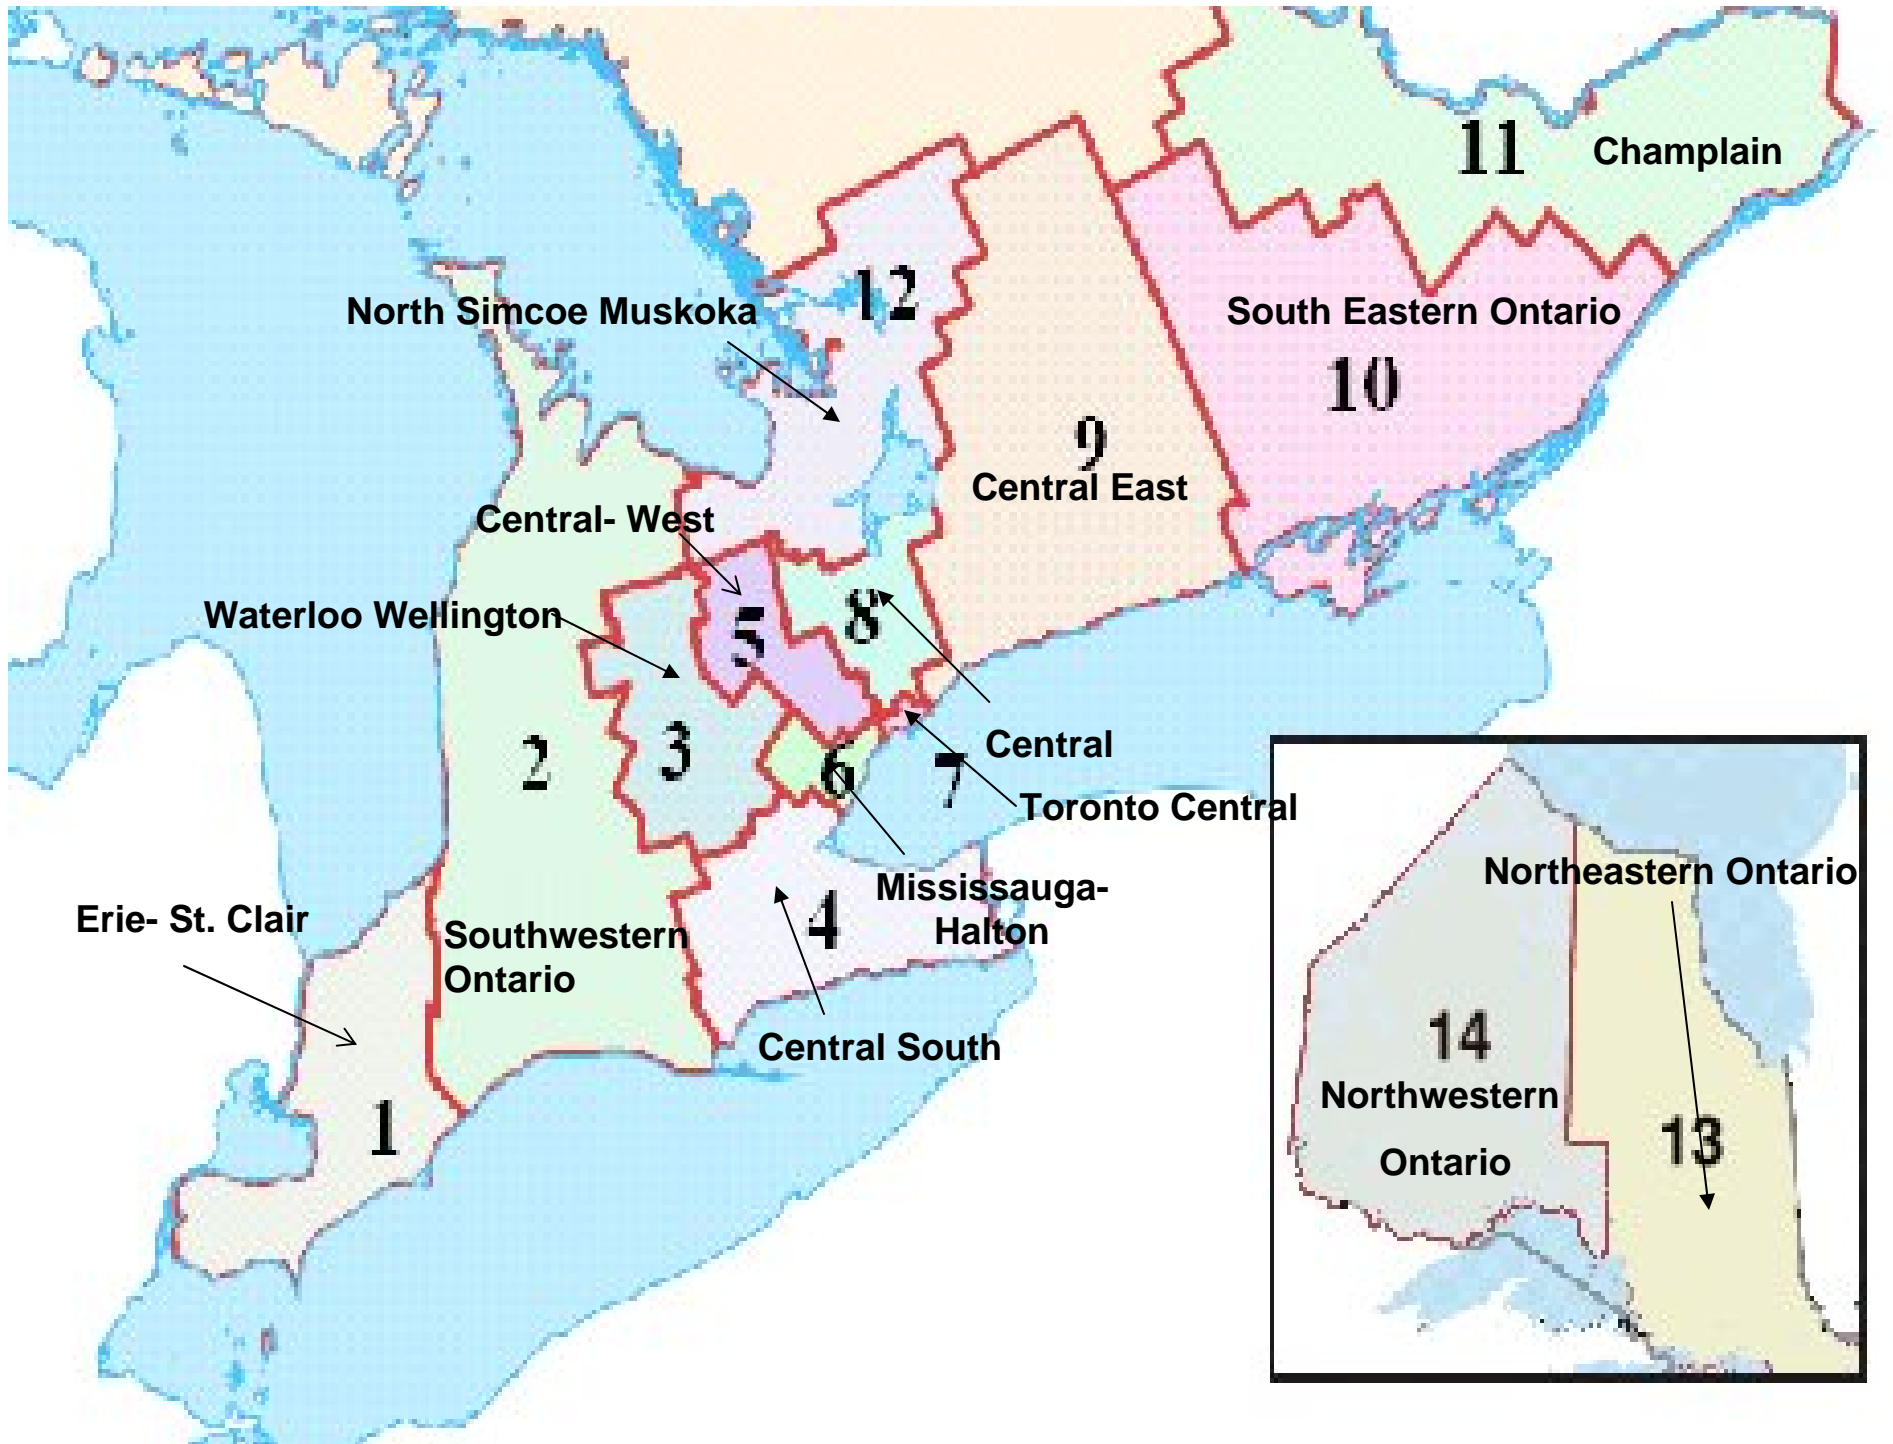 11
Champlain
12
North Simcoe Muskoka
South Eastern Ontario
10
9
Central East
Central- West
Waterloo Wellington
5
8
2
3
6
7
Central
Toronto Central
Mississauga-
Halton
4
Erie- St. Clair
Southwestern
Ontario
Central South
1
Northeastern Ontario
14
Northwestern
Ontario
13